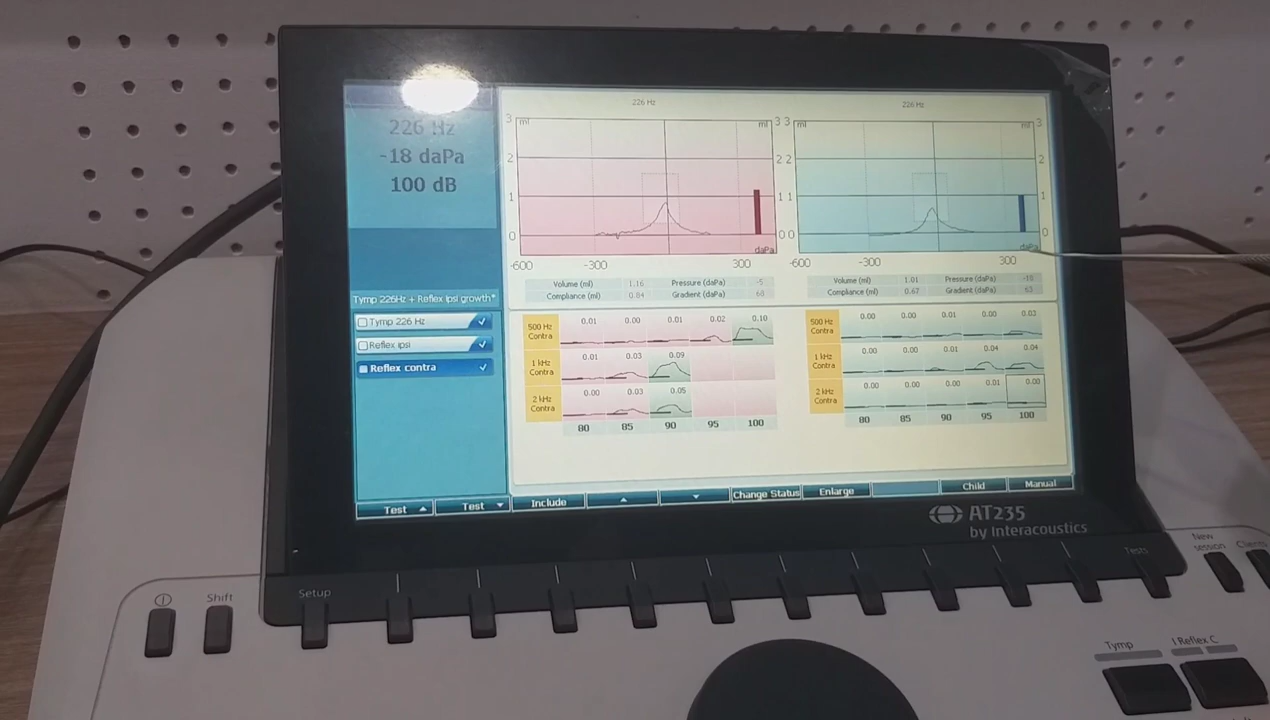 226 Hz
-18 daPa
100 dB
Tymp 226Hz + Reflex ipsi growth*
Tymp 226 Hz
Reflex ipsi
Reflex contra
226 Hz
3 ml ml 3
2 2
1 1
0 0
daPa
-600 -300 300
Volume (ml) 1.16 Pressure (daPa) -5
Compliance (ml) 0.84 Gradient (daPa) 60
226 Hz
3 ml 3
2 2
1 1
0 0
daPa
-600 -300 300
Volume (ml) 1.01 Pressure (daPa) -10
Compliance (ml) 0.67 Gradient (daPa) 63
500 Hz Contra 0.01 0.00 0.01 0.02 0.10
1 kHz Contra 0.01 0.03 0.09
2 kHz Contra 0.00 0.03 0.05
80 85 90 95 100
500 Hz Contra 0.00 0.00 0.01 0.00 0.03
1 kHz Contra 0.00 0.00 0.01 0.04 0.04
2 kHz Contra 0.00 0.00 0.00 0.01 0.00
80 85 90 95 100
Test Test Include Change Status Enlarge Child Manual
AT235
by Interacoustics
Shift
Setup
Tests
New session
Clients
Tymp
I Reflex C